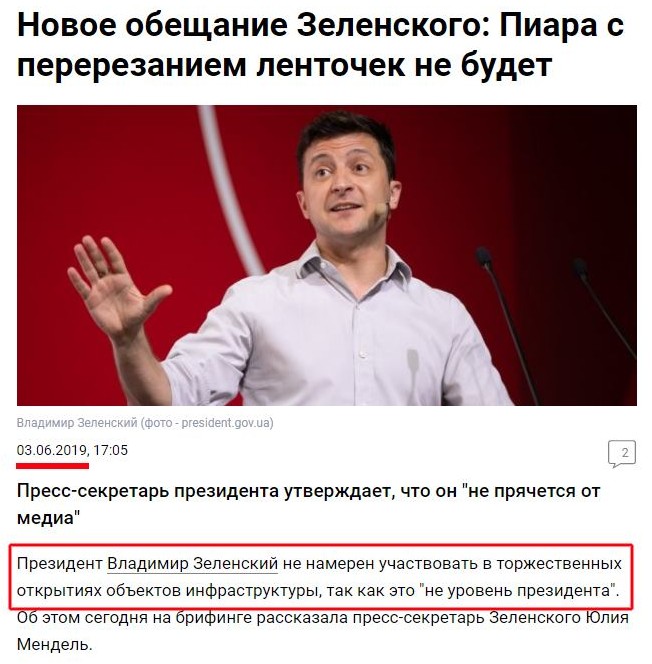 Новое обещание Зеленского: Пиара с
перерезанием ленточек не будет
Владимир Зеленский (фото - president.gov.ua)
03.06.2019, 17:05
2
Пресс-секретарь президента утверждает, что он "не прячется от
медиа"
Президент Владимир Зеленский не намерен участвовать в торжественных
открытиях объектов инфраструктуры, так как это "не уровень президента".
Об этом сегодня на брифинге рассказала пресс-секретарь Зеленского Юлия
Мендель.